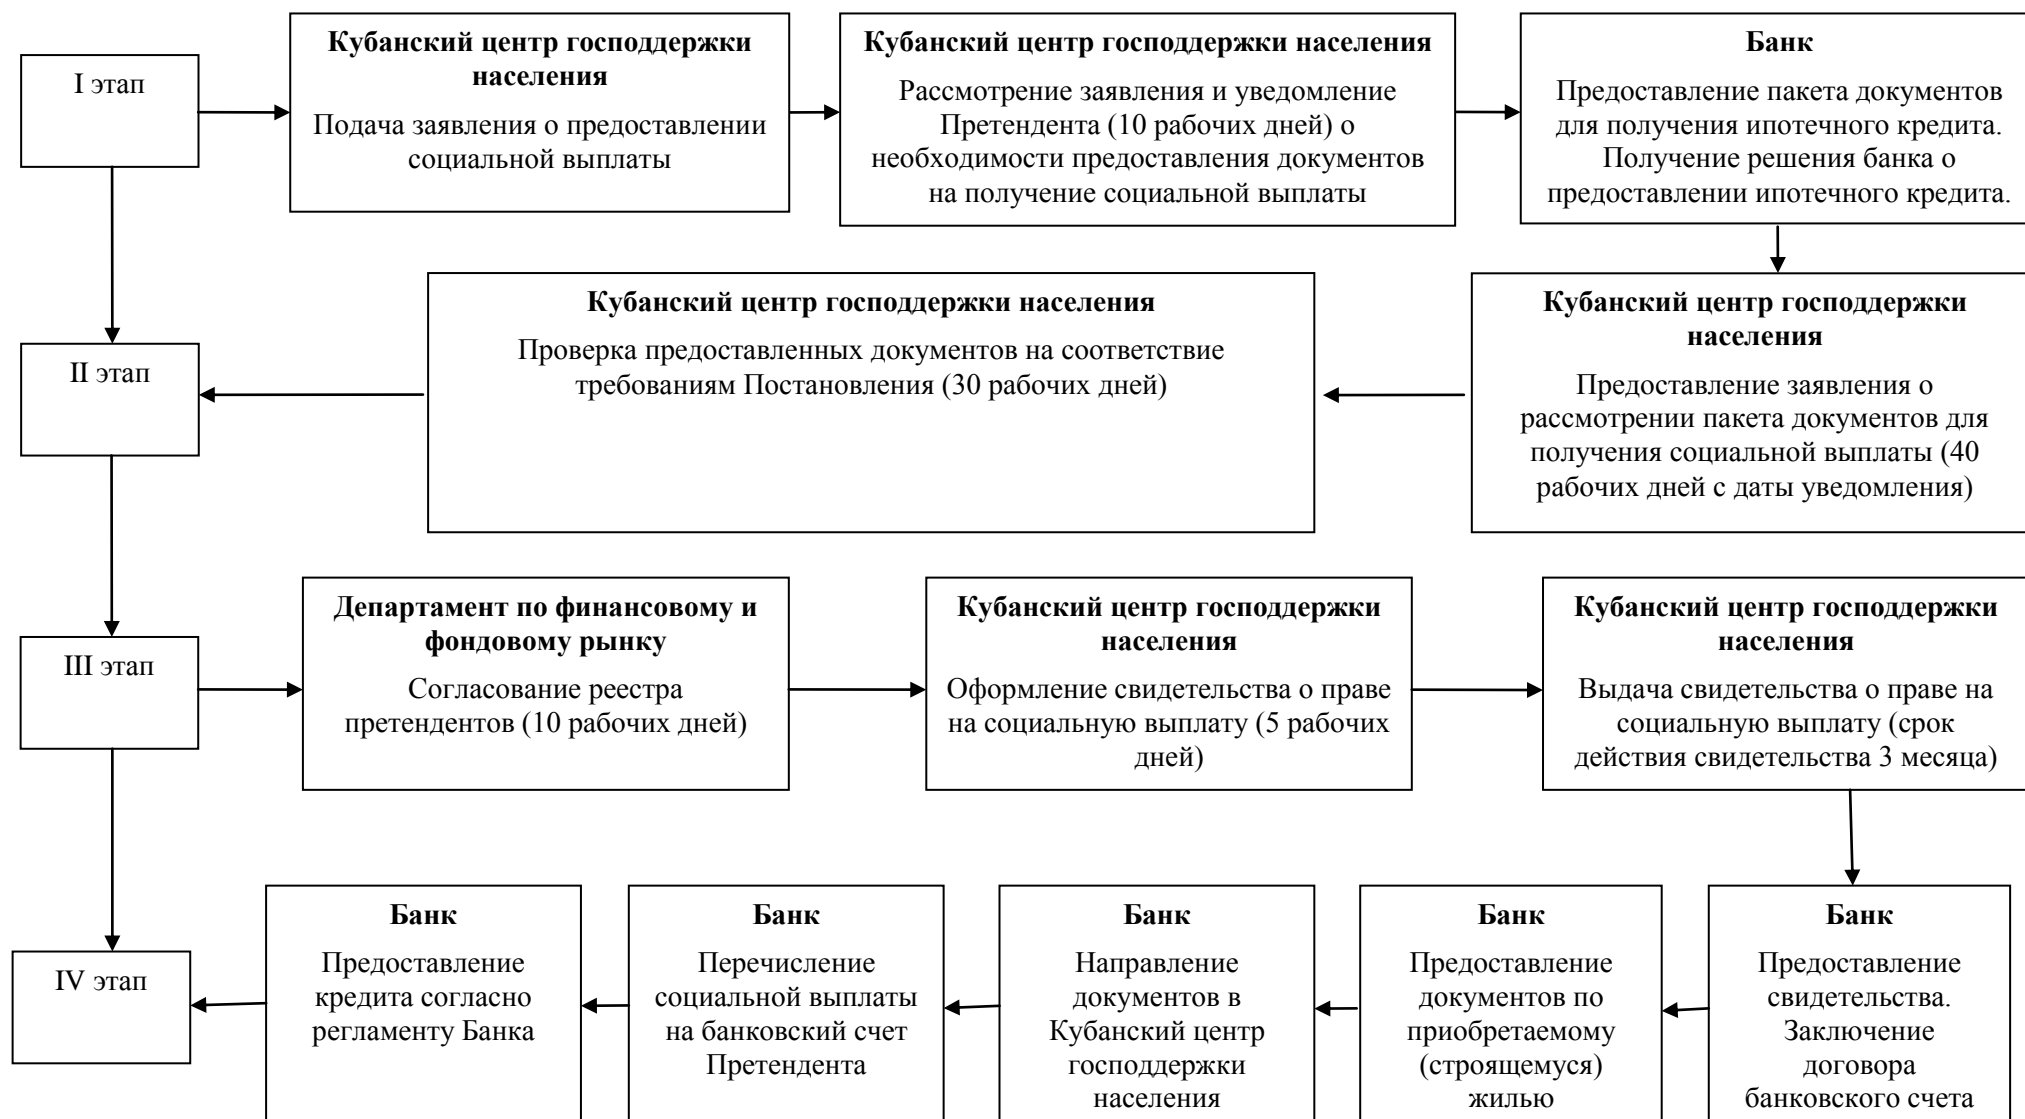 I этап
Кубанский центр господдержки
населения
Подача заявления о предоставлении
социальной выплаты
Кубанский центр господдержки населения
Рассмотрение заявления и уведомление
Претендента (10 рабочих дней) о
необходимости предоставления документов
на получение социальной выплаты
Банк
Предоставление пакета документов
для получения ипотечного кредита.
Получение решения банка о
предоставлении ипотечного кредита.
Кубанский центр господдержки
населения
Предоставление заявления о
рассмотрении пакета документов для
получения социальной выплаты (40
рабочих дней с даты уведомления)
Кубанский центр господдержки населения
Проверка предоставленных документов на соответствие
требованиям Постановления (30 рабочих дней)
II этап
III этап
Департамент по финансовому и
фондовому рынку
Согласование реестра
претендентов (10 рабочих дней)
Кубанский центр господдержки
населения
Оформление свидетельства о праве
на социальную выплату (5 рабочих
дней)
Кубанский центр господдержки
населения
Выдача свидетельства о праве на
социальную выплату (срок
действия свидетельства 3 месяца)
Банк
Предоставление
свидетельства.
Заключение
договора
банковского счета
Банк
Предоставление
документов по
приобретаемому
(строящемуся)
жилью
Банк
Направление
документов в
Кубанский центр
господдержки
населения
Банк
Перечисление
социальной выплаты
на банковский счет
Претендента
Банк
Предоставление
кредита согласно
регламенту Банка
IV этап